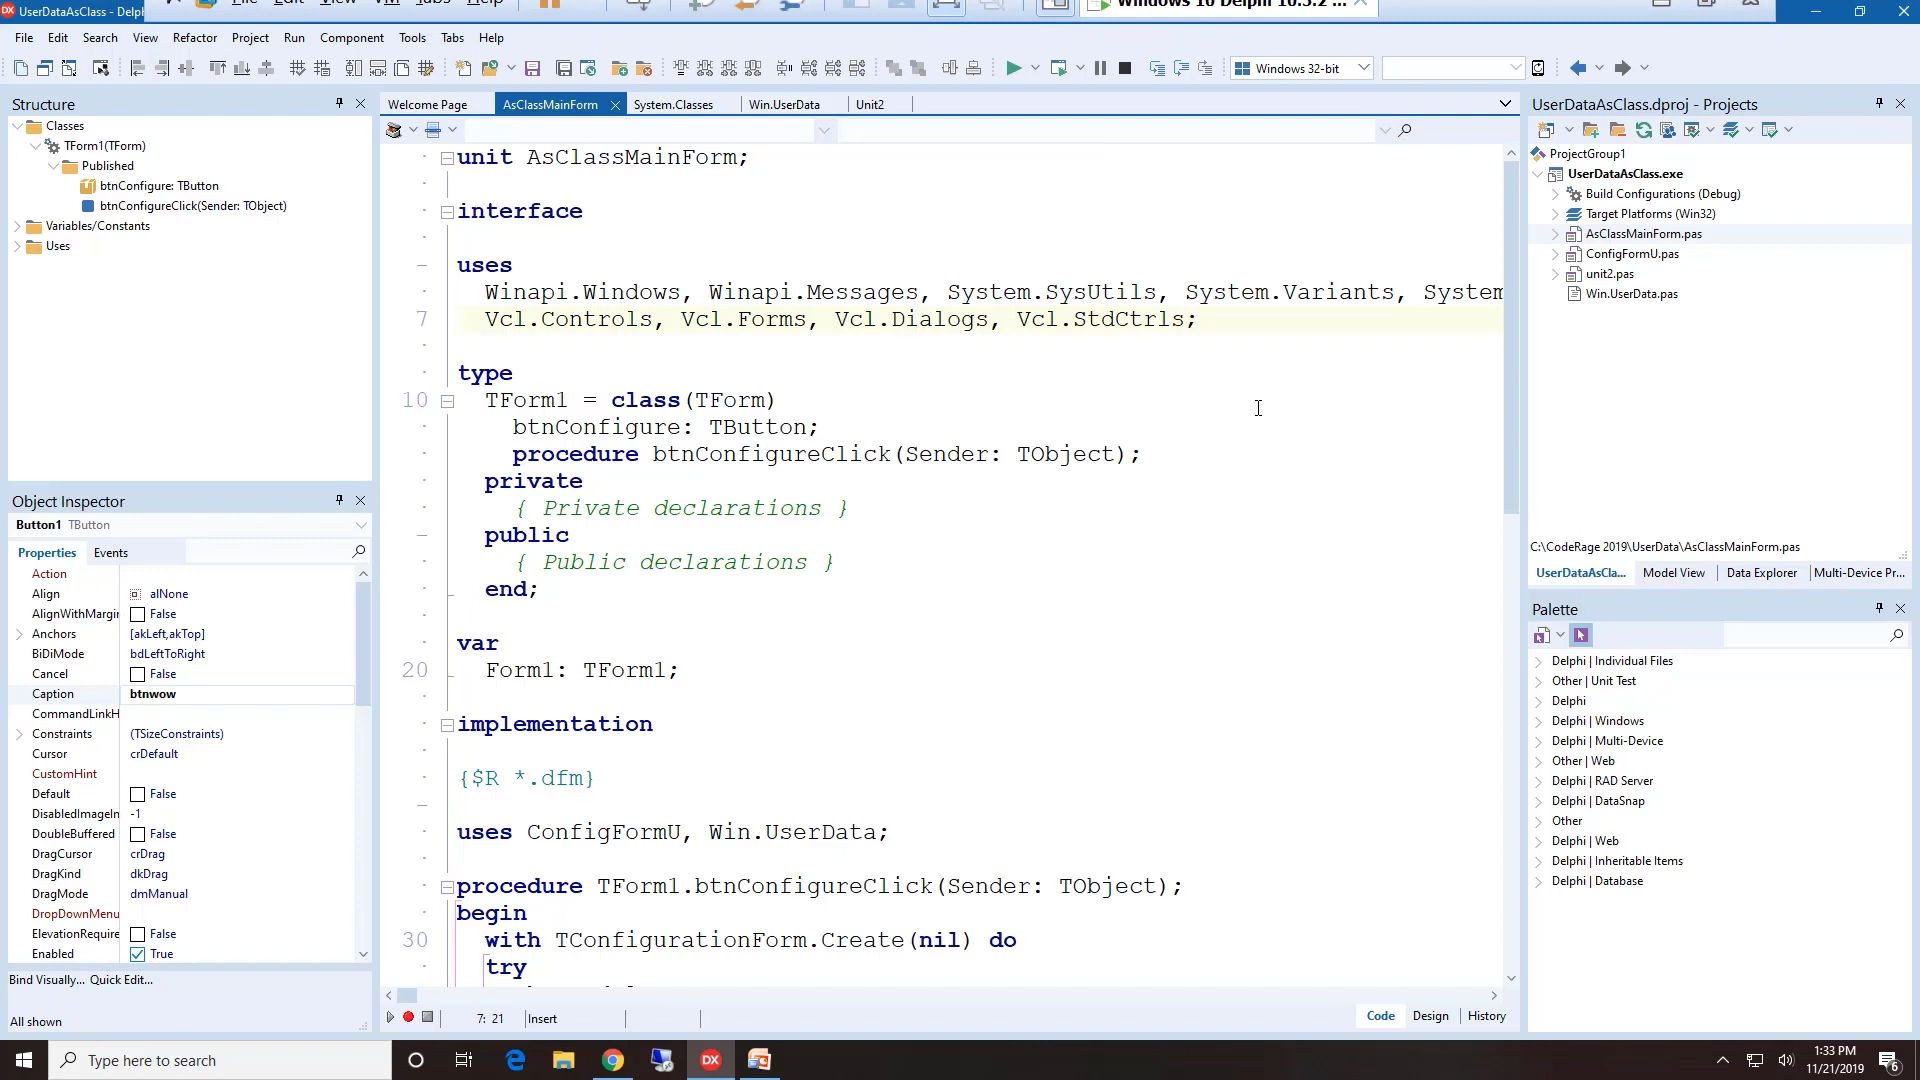 UserDataAsClass - Delph
File Edit View VM Tabs Help
Windows 10 Delphi 10.3.2 ...
File Edit Search View Refactor Project Run Component Tools Tabs Help
Windows 32-bit
Structure
Classes
TForm1(TForm)
Published
btnConfigure: TButton
btnConfigureClick(Sender: TObject)
Variables/Constants
Uses
Object Inspector
Button1 TButton
Properties Events
Action
Align alNone
AlignWithMargin False
Anchors [akLeft,akTop]
BiDiMode bdLeftToRight
Cancel False
Caption btnwow
CommandLinkH
Constraints (TSizeConstraints)
Cursor crDefault
CustomHint
Default False
DisabledImageIn -1
DoubleBuffered False
DragCursor crDrag
DragKind dkDrag
DragMode dmManual
DropDownMenu
ElevationRequire False
Enabled True
Bind Visually... Quick Edit...
All shown
Welcome Page AsClassMainForm System.Classes Win.UserData Unit2
unit AsClassMainForm;
interface
uses
Winapi.Windows, Winapi.Messages, System.SysUtils, System.Variants, System
7 Vcl.Controls, Vcl.Forms, Vcl.Dialogs, Vcl.StdCtrls;
type
10 TForm1 = class(TForm)
btnConfigure: TButton;
procedure btnConfigureClick(Sender: TObject);
private
{ Private declarations }
public
{ Public declarations }
end;
var
20 Form1: TForm1;
implementation
{$R *.dfm}
uses ConfigFormU, Win.UserData;
procedure TForm1.btnConfigureClick(Sender: TObject);
begin
30 with TConfigurationForm.Create(nil) do
try
7: 21 Insert
Code Design History
UserDataAsClass.dproj - Projects
ProjectGroup1
UserDataAsClass.exe
Build Configurations (Debug)
Target Platforms (Win32)
AsClassMainForm.pas
ConfigFormU.pas
unit2.pas
Win.UserData.pas
C:\CodeRage 2019\UserData\AsClassMainForm.pas
UserDataAsCla... Model View Data Explorer Multi-Device Pr...
Palette
Delphi | Individual Files
Other | Unit Test
Delphi
Delphi | Windows
Delphi | Multi-Device
Other | Web
Delphi | RAD Server
Delphi | DataSnap
Other
Delphi | Web
Delphi | Inheritable Items
Delphi | Database
Type here to search
1:33 PM
11/21/2019
6